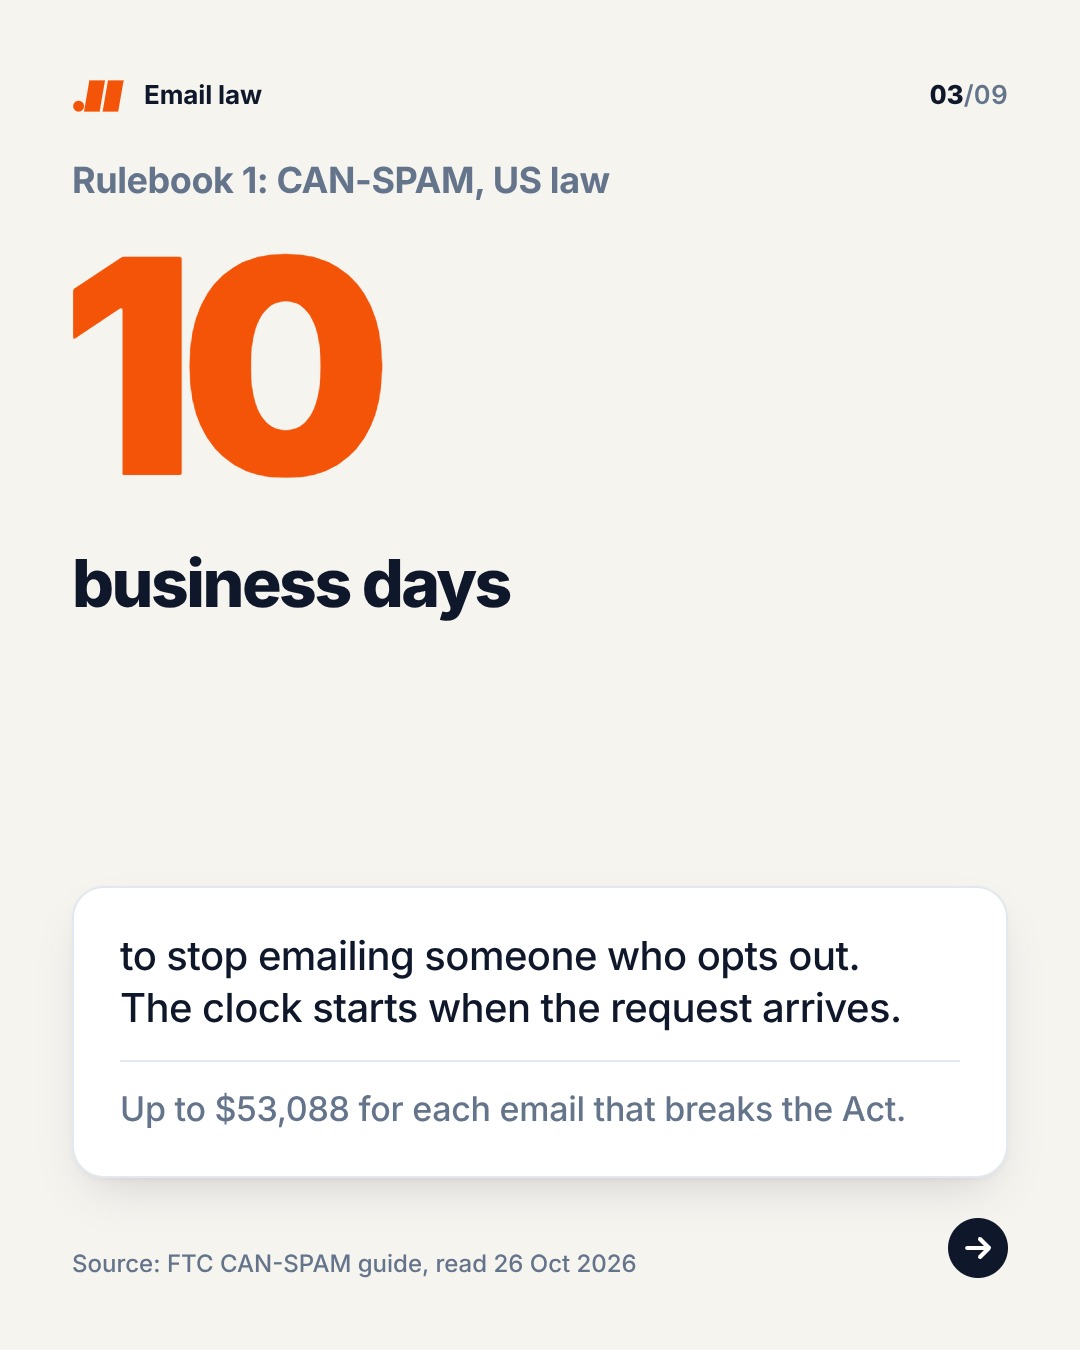 Email law
03/09
Rulebook 1: CAN-SPAM, US law
10
business days
to stop emailing someone who opts out.
The clock starts when the request arrives.
Up to $53,088 for each email that breaks the Act.
Source: FTC CAN-SPAM guide, read 26 Oct 2026